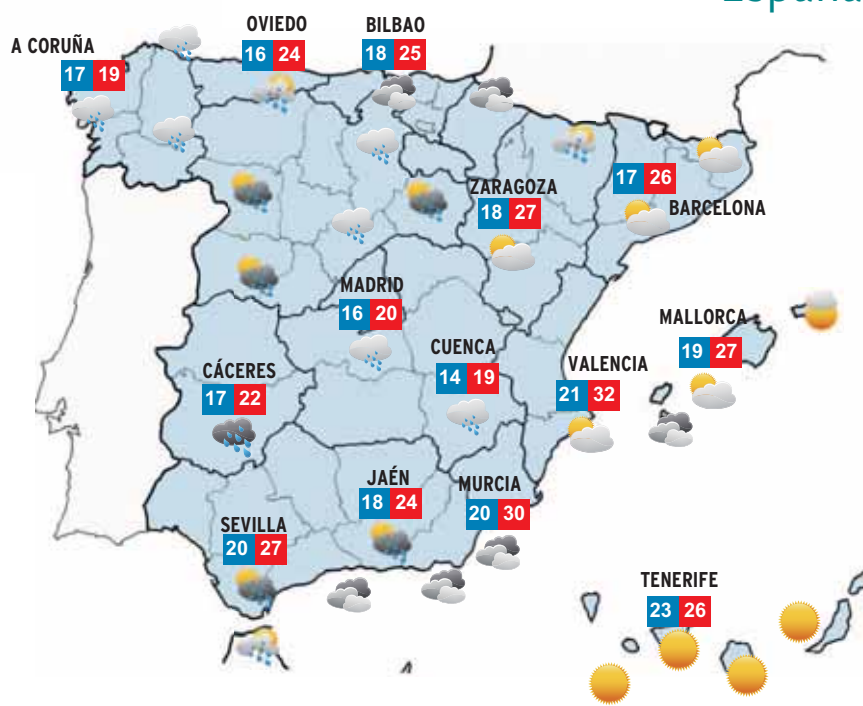 España
A CORUÑA
17 19
OVIEDO
16 24
BILBAO
18 25
ZARAGOZA
18 27
17 26
BARCELONA
MADRID
16 20
CUENCA
14 19
CÁCERES
17 22
VALENCIA
21 32
MALLORCA
19 27
JAÉN
18 24
MURCIA
20 30
SEVILLA
20 27
TENERIFE
23 26